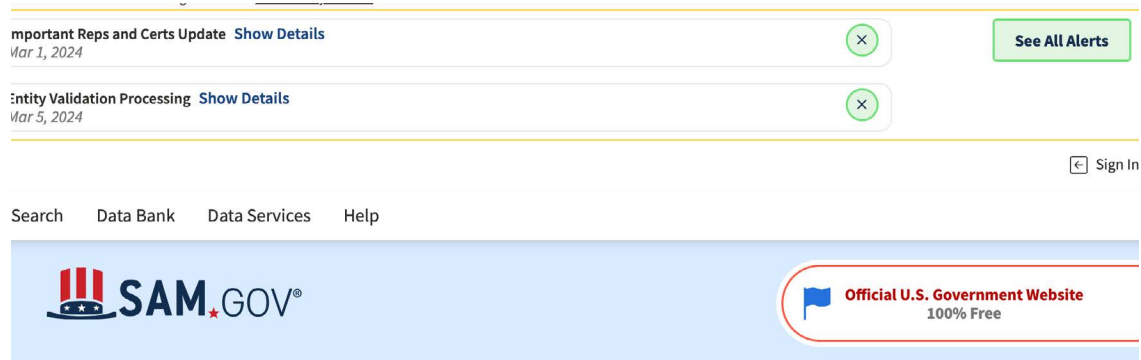 mportant Reps and Certs Update Show Details
Mar 1, 2024
See All Alerts
Entity Validation Processing Show Details
Mar 5, 2024
Sign In
Search Data Bank Data Services Help
SAM.GOV®
Official U.S. Government Website
100% Free